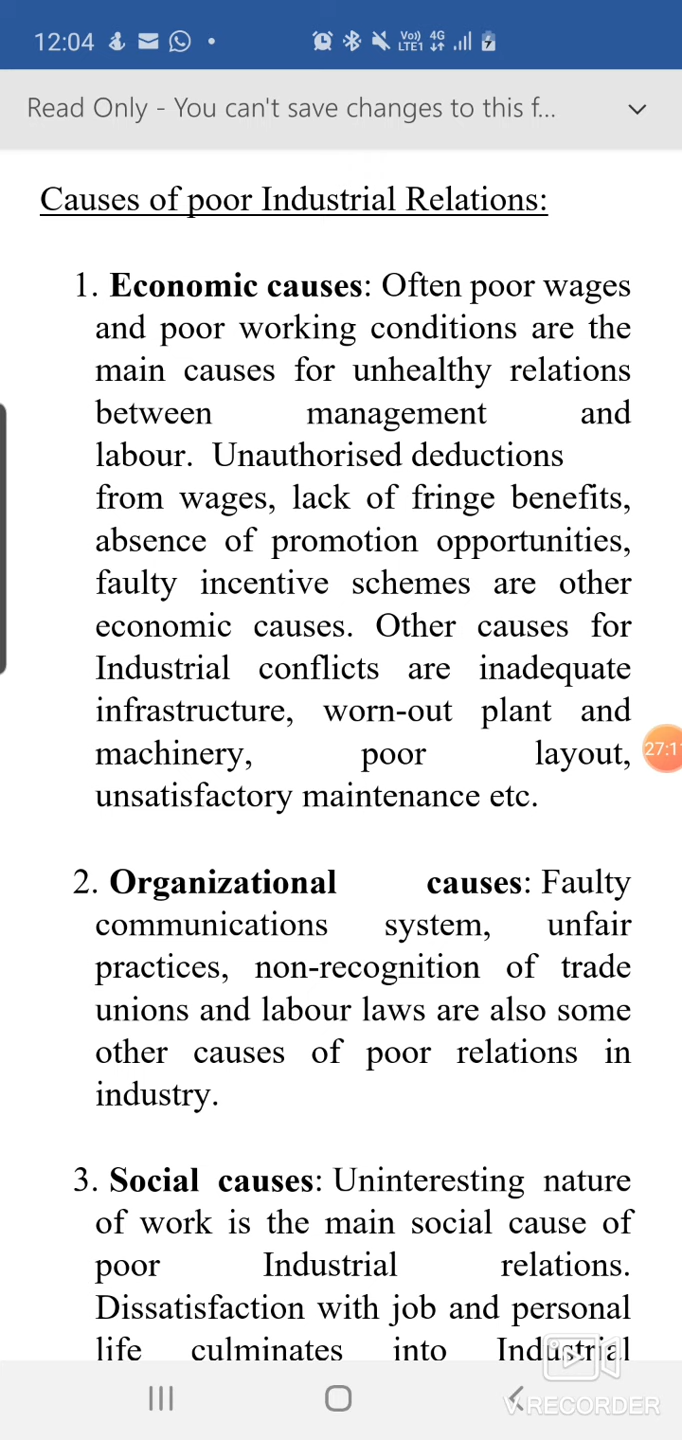 12:04
Vo)) 4G
LTE1
Read Only - You can't save changes to this f...
Causes of poor Industrial Relations:
1. Economic causes: Often poor wages
and poor working conditions are the
main causes for unhealthy relations
between management and
labour. Unauthorised deductions
from wages, lack of fringe benefits,
absence of promotion opportunities,
faulty incentive schemes are other
economic causes. Other causes for
Industrial conflicts are inadequate
infrastructure, worn-out plant and
machinery, poor layout,
27:1
unsatisfactory maintenance etc.
2. Organizational causes: Faulty
communications system, unfair
practices, non-recognition of trade
unions and labour laws are also some
other causes of poor relations in
industry.
3. Social causes: Uninteresting nature
of work is the main social cause of
poor Industrial relations.
Dissatisfaction with job and personal
life culminates into Industrial
V RECORDER